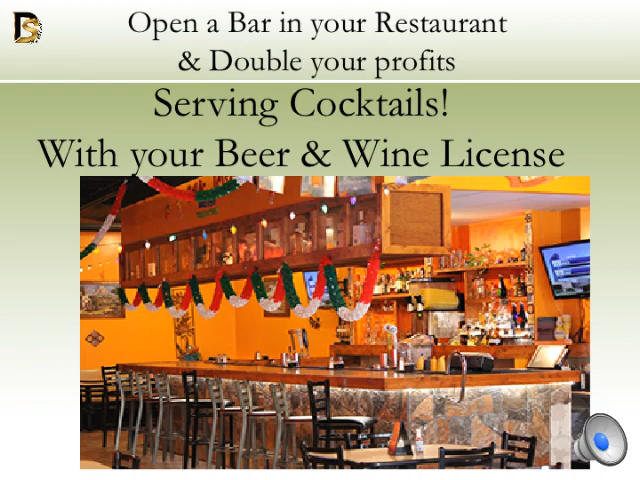 Open a Bar in your Restaurant
& Double your profits
Serving Cocktails!
With your Beer & Wine License